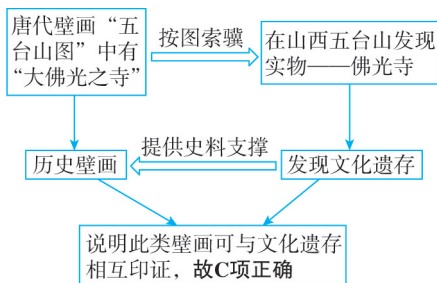 唐代壁画“五
台山图”中有
“大佛光之寺”
按图索骥
在山西五台山发现
实物——佛光寺
历史壁画
提供史料支撑
发现文化遗存
说明此类壁画可与文化遗存
相互印证，故C项正确